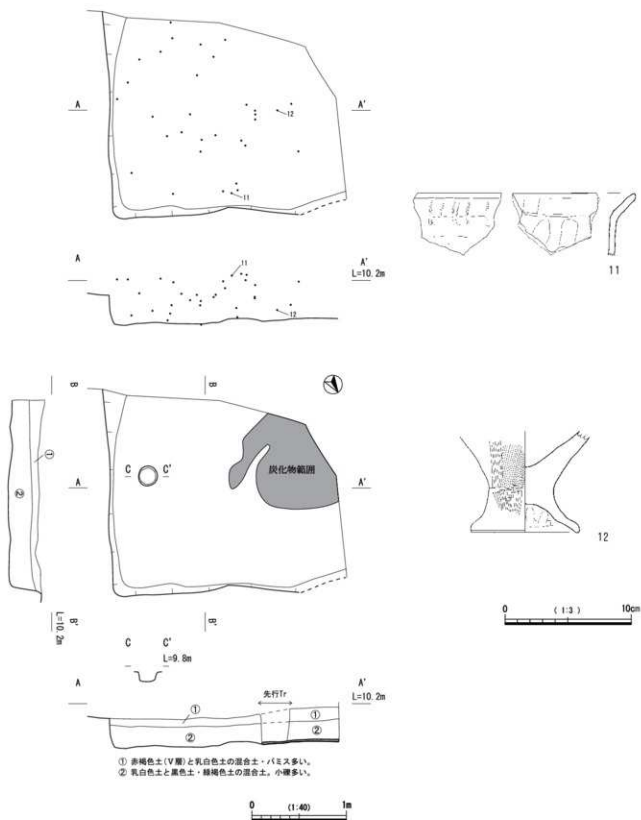 A A'
12
11
A 11 A'
L=10.2m
12
11
B B
C C'
炭化物範囲
A A'
①
②
L=10.2m
B' B'
C C'
L=9.8m
A 先行Tr A'
L=10.2m
① ①
② ②
① 赤褐色土(Ⅴ層)と乳白色土の混合土・パミス多い。
② 乳白色土と黒色土・緑褐色土の混合土。小礫多い。
0 (1:40) 1m
12
0 (1:3) 10cm